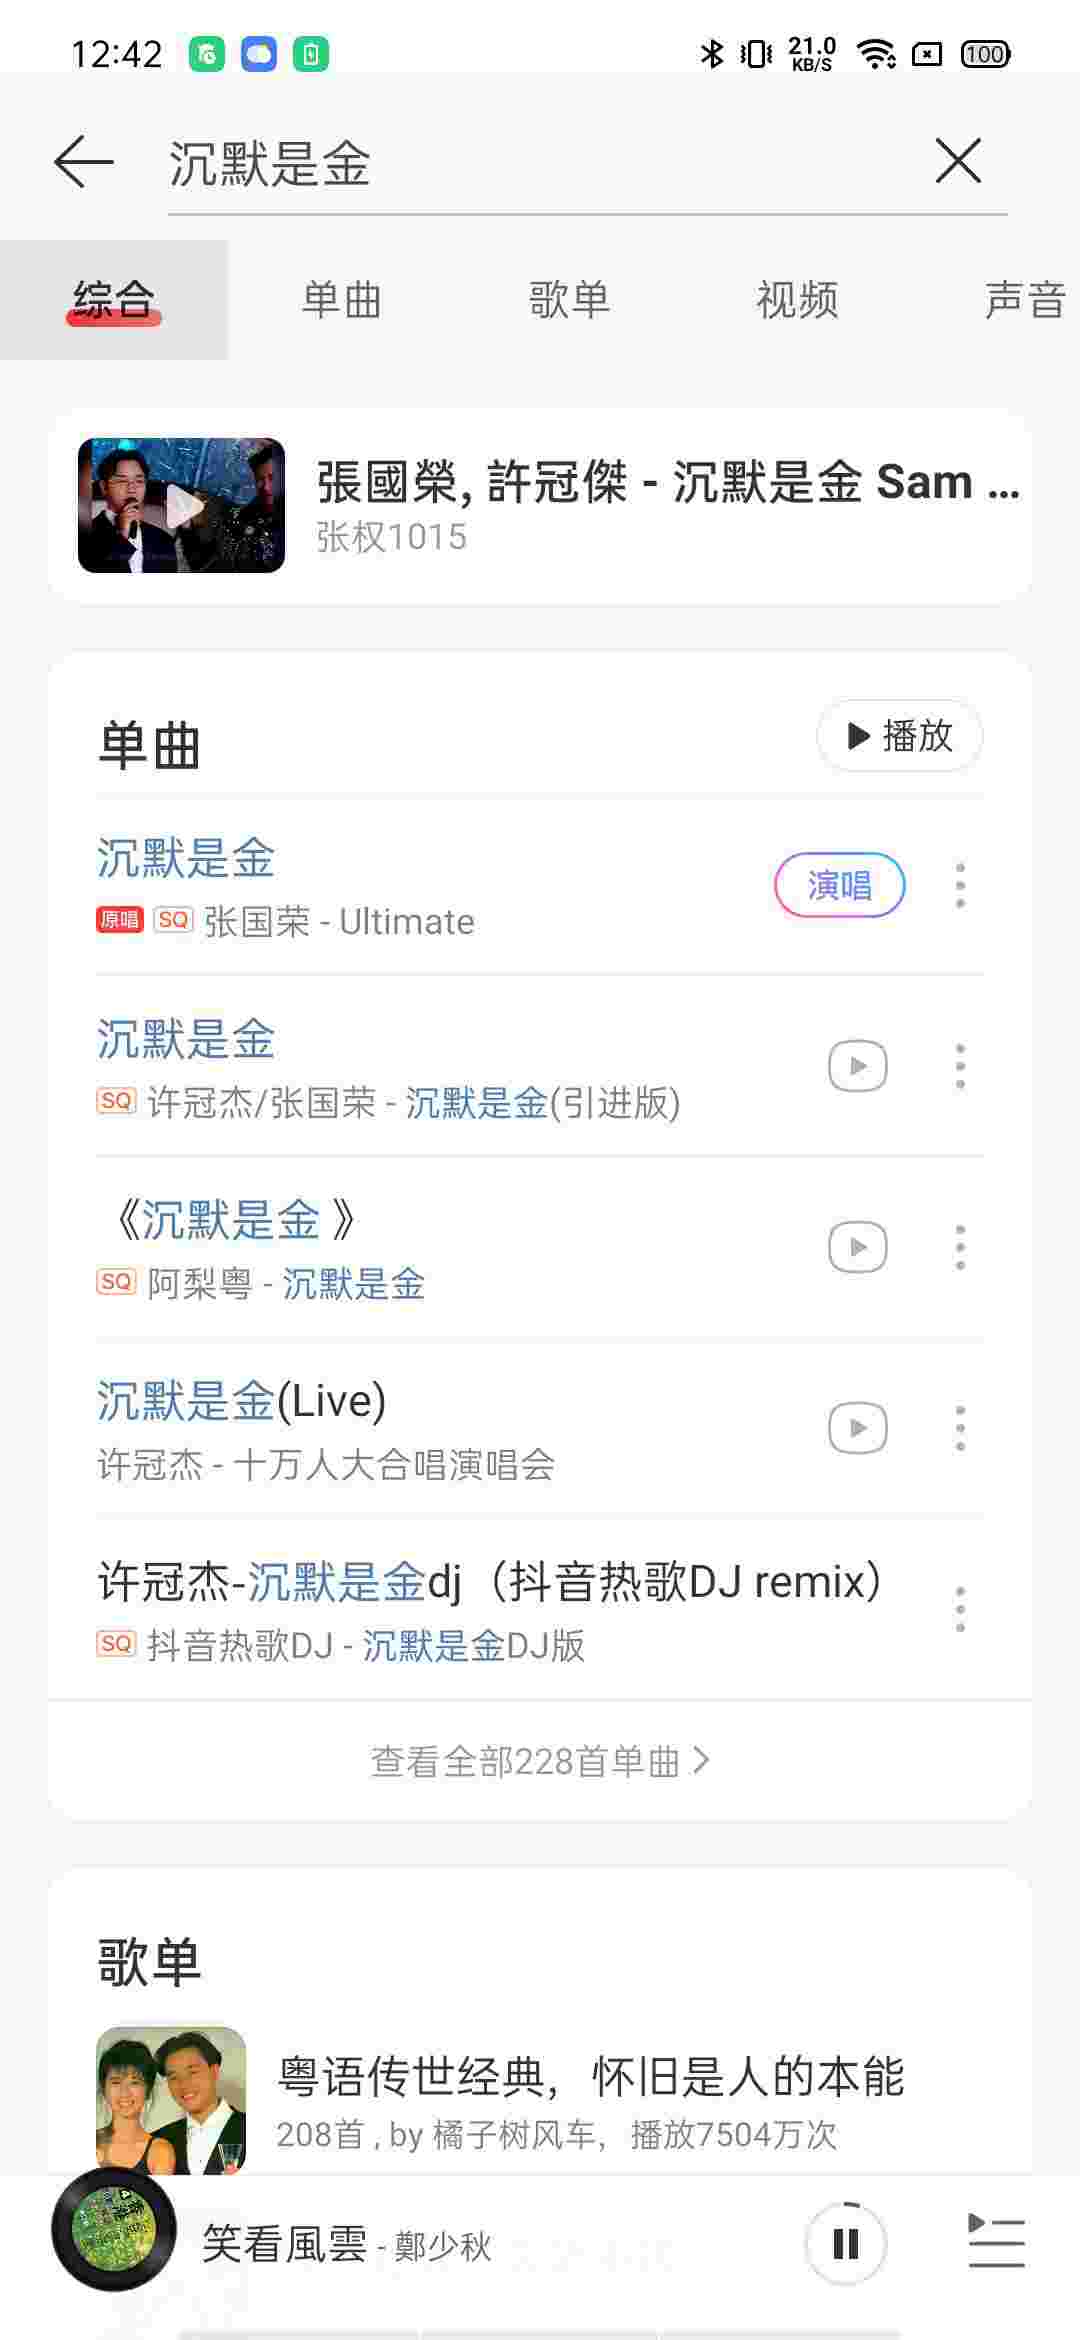 12:42
21.0
KB/S
100
沉默是金
综合
单曲
歌单
视频
声音
張國榮, 許冠傑 - 沉默是金 Sam ...
张权1015
单曲
播放
沉默是金
演唱
原唱 SQ 张国荣 - Ultimate
沉默是金
SQ 许冠杰/张国荣 - 沉默是金(引进版)
《沉默是金 》
SQ 阿梨粤 - 沉默是金
沉默是金(Live)
许冠杰 - 十万人大合唱演唱会
许冠杰-沉默是金dj（抖音热歌DJ remix）
SQ 抖音热歌DJ - 沉默是金DJ版
查看全部228首单曲
歌单
粤语传世经典，怀旧是人的本能
208首 , by 橘子树风车，播放7504万次
笑看風雲 - 鄭少秋